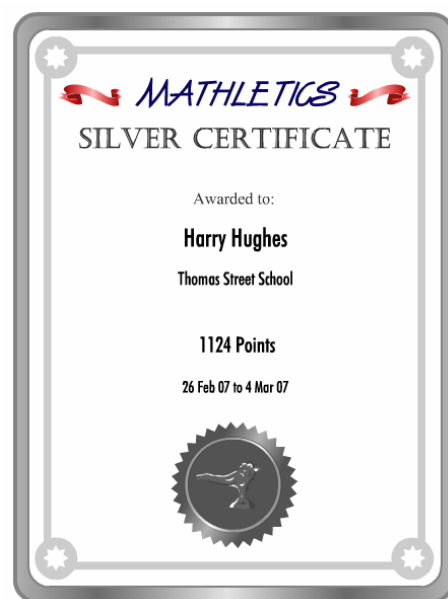 MATHLETICS
SILVER CERTIFICATE
Awarded to:
Harry Hughes
Thomas Street School
1124 Points
26 Feb 07 to 4 Mar 07